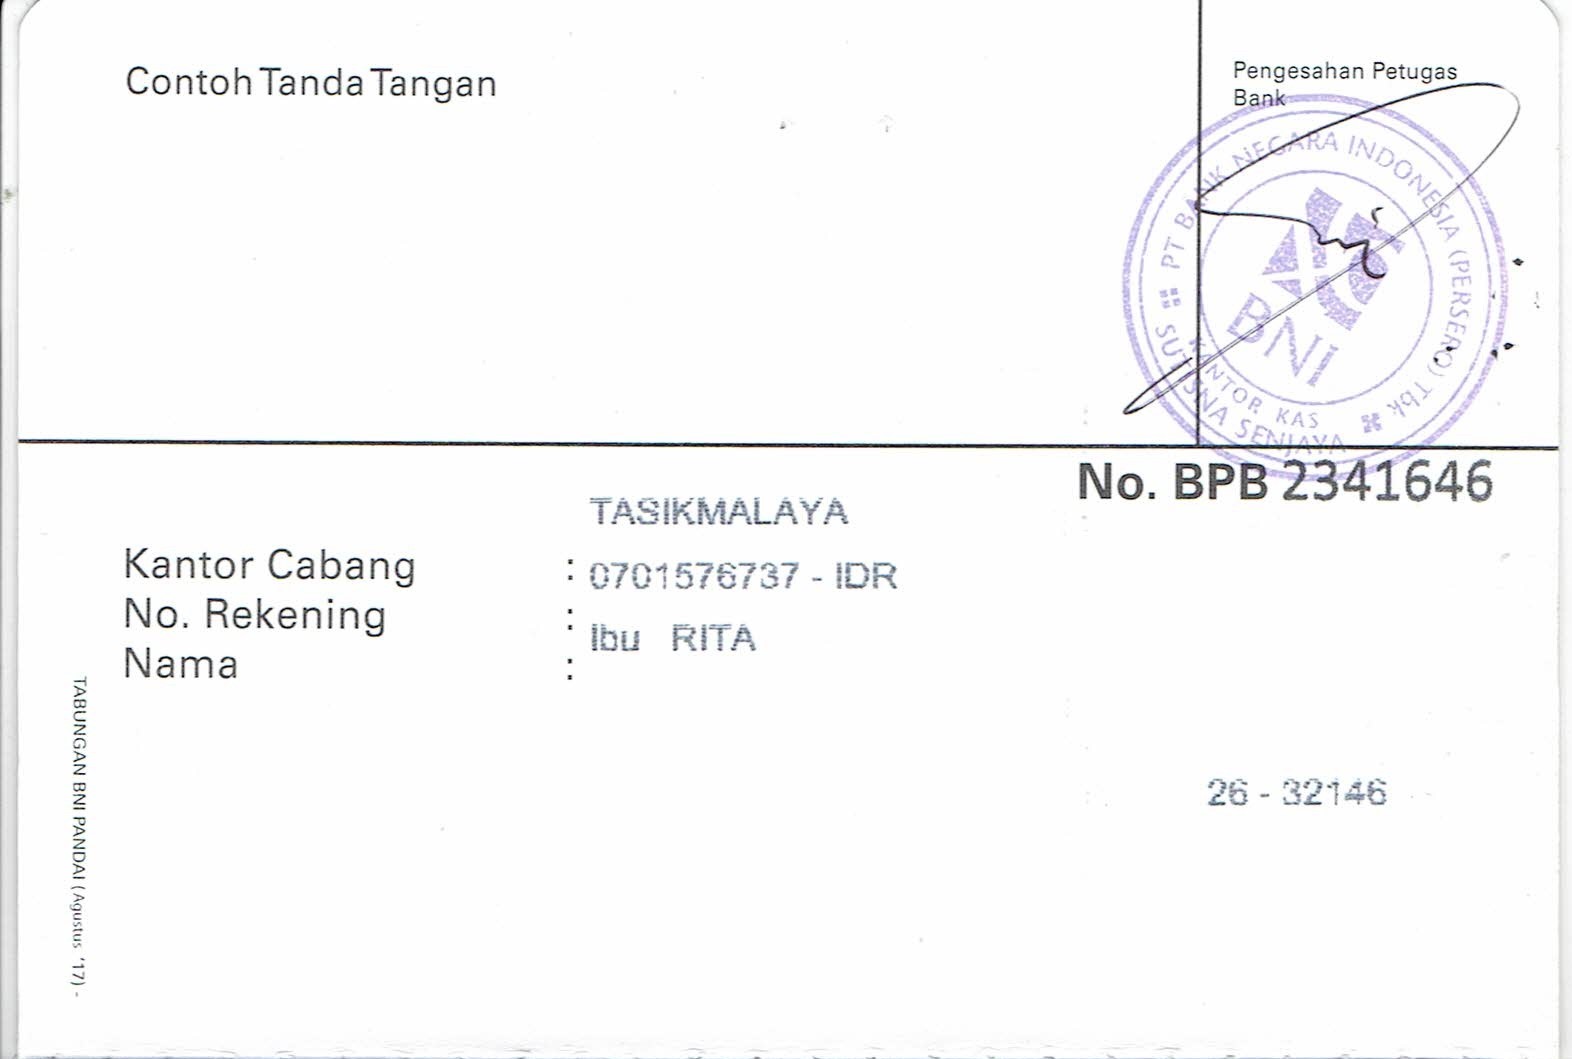 Contoh Tanda Tangan
Pengesahan Petugas
Bank
PT BANK NEGARA INDONESIA (PERSERO) Tbk
BNI
KANTOR KAS
SUTISNA SENJAYA
No. BPB 2341646
TASIKMALAYA
Kantor Cabang : 0701576737 - IDR
No. Rekening : Ibu RITA
Nama :
26 - 32146
TABUNGAN BNI PANDAI (Agustus '17) -